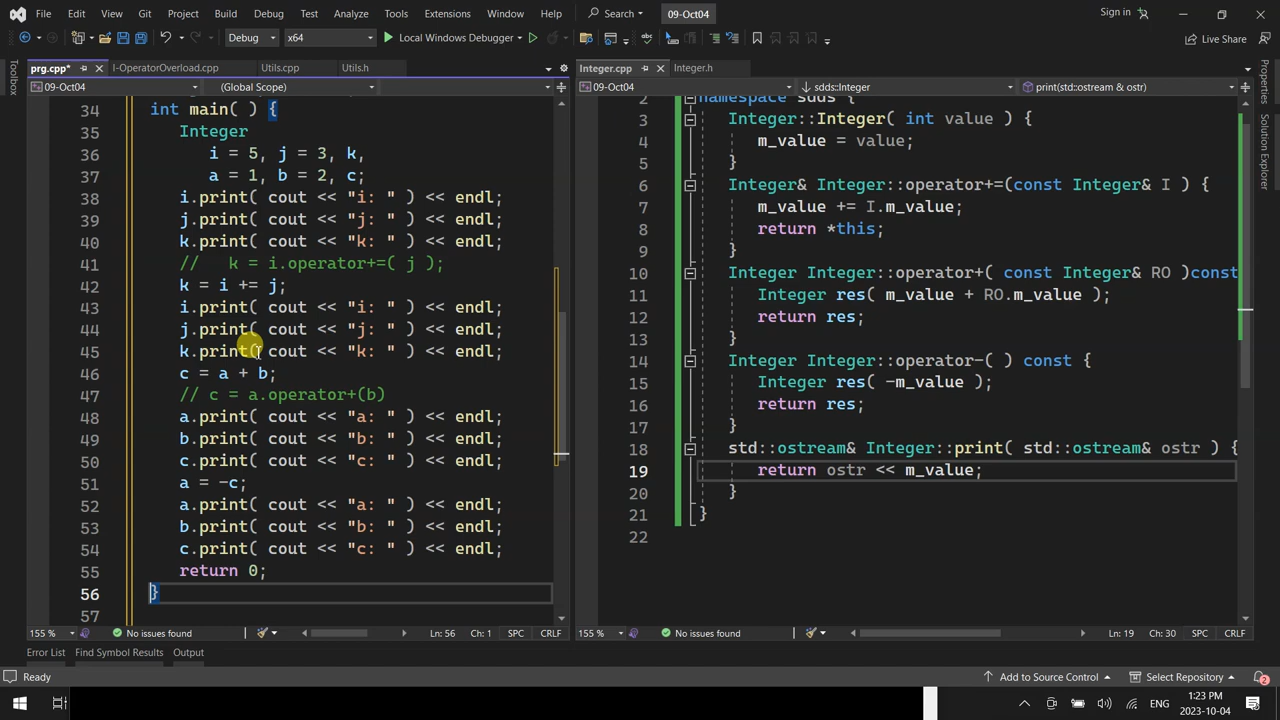 File Edit View Git Project Build Debug Test Analyze Tools Extensions Window Help Search 09-Oct04 Sign in
Debug x64 Local Windows Debugger Live Share
Toolbox
prg.cpp* I-OperatorOverload.cpp Utils.cpp Utils.h
09-Oct04 (Global Scope)
34 int main( ) {
35 Integer
36 i = 5, j = 3, k,
37 a = 1, b = 2, c;
38 i.print( cout << "i: " ) << endl;
39 j.print( cout << "j: " ) << endl;
40 k.print( cout << "k: " ) << endl;
41 // k = i.operator+=( j );
42 k = i += j;
43 i.print( cout << "i: " ) << endl;
44 j.print( cout << "j: " ) << endl;
45 k.print( cout << "k: " ) << endl;
46 c = a + b;
47 // c = a.operator+(b)
48 a.print( cout << "a: " ) << endl;
49 b.print( cout << "b: " ) << endl;
50 c.print( cout << "c: " ) << endl;
51 a = -c;
52 a.print( cout << "a: " ) << endl;
53 b.print( cout << "b: " ) << endl;
54 c.print( cout << "c: " ) << endl;
55 return 0;
56 }
57
155 % No issues found Ln: 56 Ch: 1 SPC CRLF
Integer.cpp Integer.h
09-Oct04 sdds::Integer print(std::ostream & ostr)
2 namespace sdds {
3 Integer::Integer( int value ) {
4 m_value = value;
5 }
6 Integer& Integer::operator+=(const Integer& I ) {
7 m_value += I.m_value;
8 return *this;
9 }
10 Integer Integer::operator+( const Integer& RO )const
11 Integer res( m_value + RO.m_value );
12 return res;
13 }
14 Integer Integer::operator-( ) const {
15 Integer res( -m_value );
16 return res;
17 }
18 std::ostream& Integer::print( std::ostream& ostr ) {
19 return ostr << m_value;
20 }
21 }
22
155 % No issues found Ln: 19 Ch: 30 SPC CRLF
Properties
Solution Explorer
Error List Find Symbol Results Output
Ready Add to Source Control Select Repository 2
ENG 1:23 PM
2023-10-04